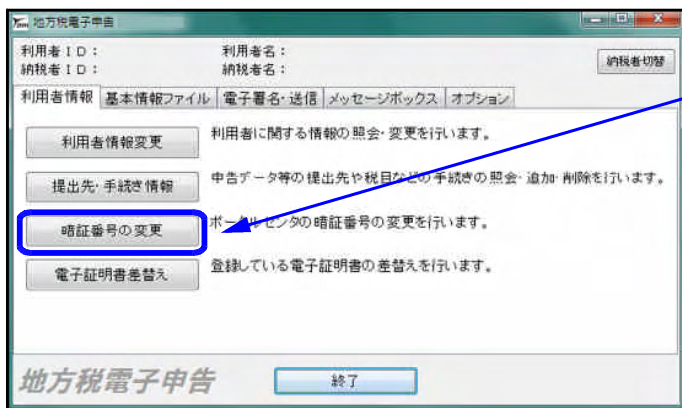 地方税電子申告
利用者ID： 利用者名：
納税者ID： 納税者名：
納税者切替
利用者情報 基本情報ファイル 電子署名・送信 メッセージボックス オプション
利用者情報変更 利用者に関する情報の照会・変更を行います。
提出先・手続き情報 申告データ等の提出先や税目などの手続きの照会・追加・削除を行います。
暗証番号の変更 ポータルセンタの暗証番号の変更を行います。
電子証明書差替え 登録している電子証明書の差替えを行います。
地方税電子申告 終了